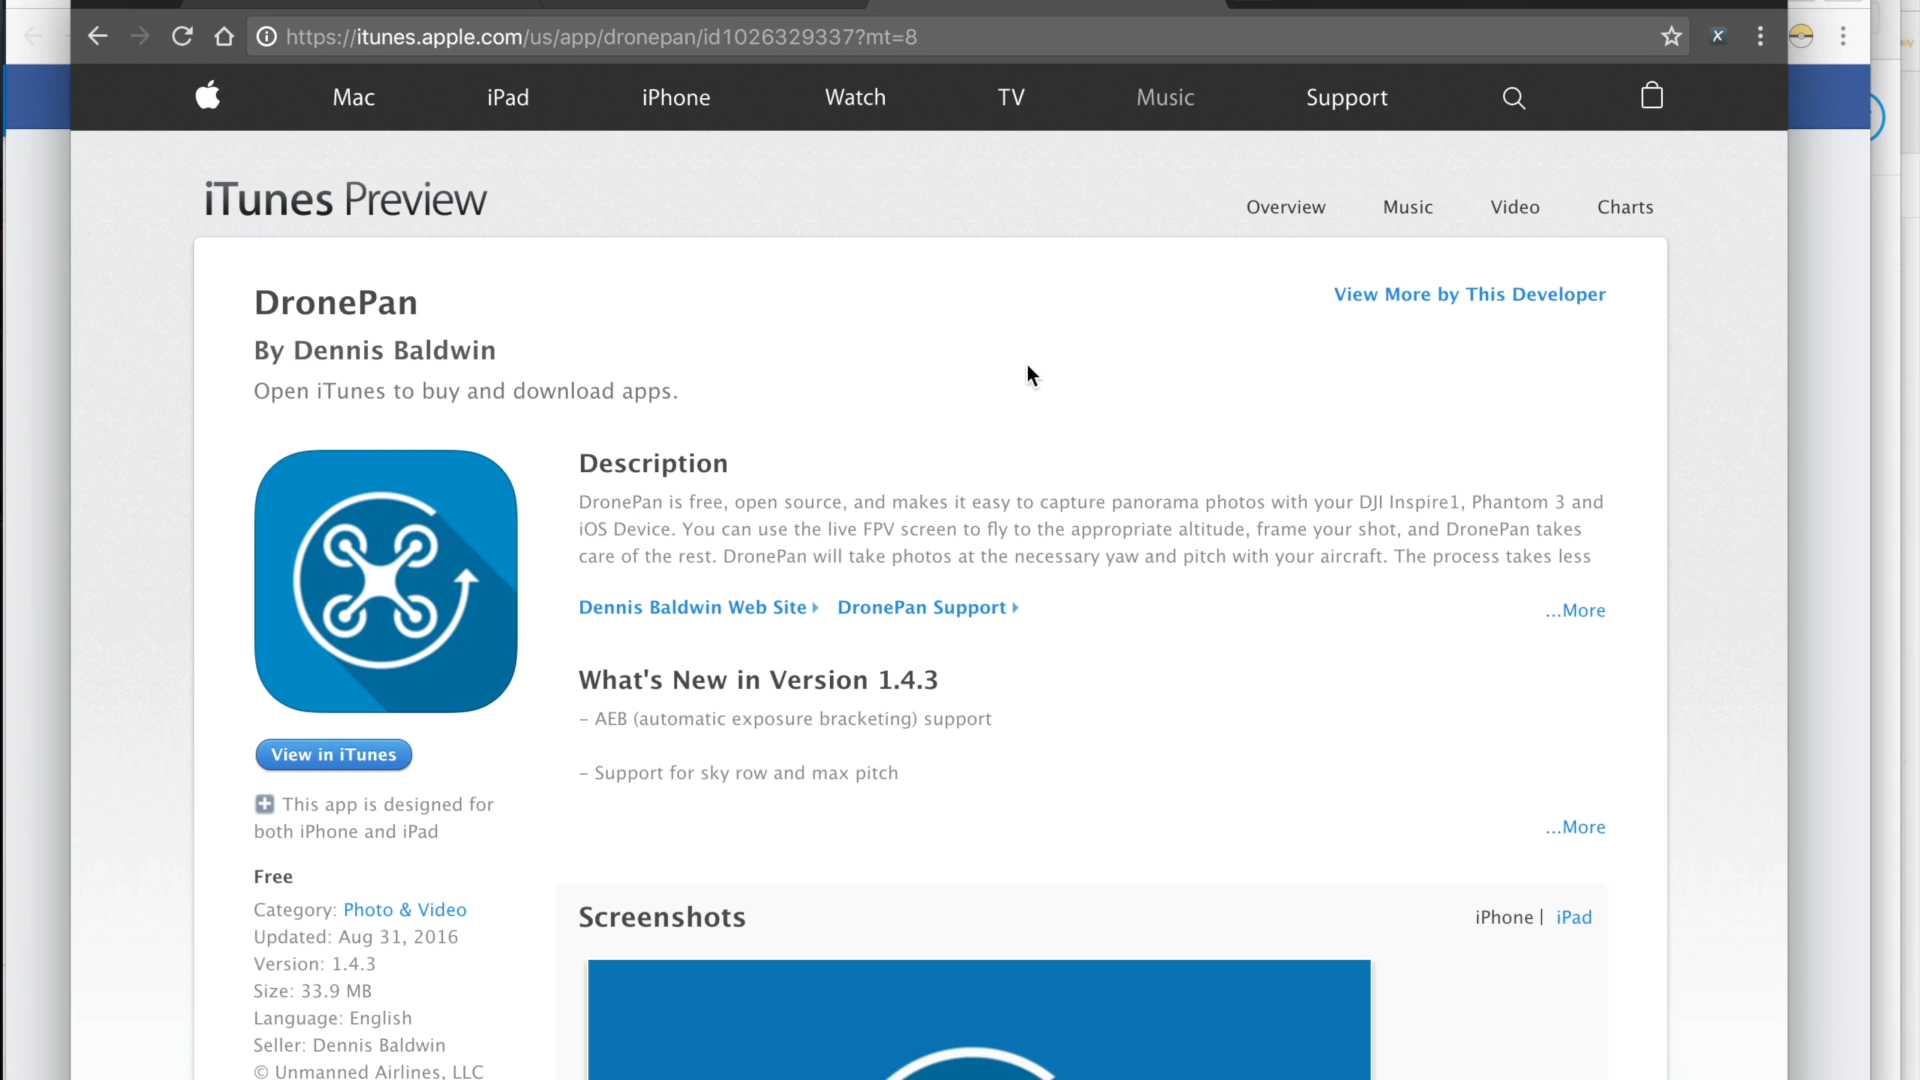 https://itunes.apple.com/us/app/dronepan/id1026329337?mt=8
Mac iPad iPhone Watch TV Music Support
iTunes Preview
Overview Music Video Charts
DronePan
View More by This Developer
By Dennis Baldwin
Open iTunes to buy and download apps.
Description
DronePan is free, open source, and makes it easy to capture panorama photos with your DJI Inspire1, Phantom 3 and
iOS Device. You can use the live FPV screen to fly to the appropriate altitude, frame your shot, and DronePan takes
care of the rest. DronePan will take photos at the necessary yaw and pitch with your aircraft. The process takes less
Dennis Baldwin Web Site DronePan Support ...More
What's New in Version 1.4.3
- AEB (automatic exposure bracketing) support
- Support for sky row and max pitch
...More
View in iTunes
This app is designed for
both iPhone and iPad
Free
Category: Photo & Video
Updated: Aug 31, 2016
Version: 1.4.3
Size: 33.9 MB
Language: English
Seller: Dennis Baldwin
© Unmanned Airlines, LLC
Screenshots
iPhone | iPad